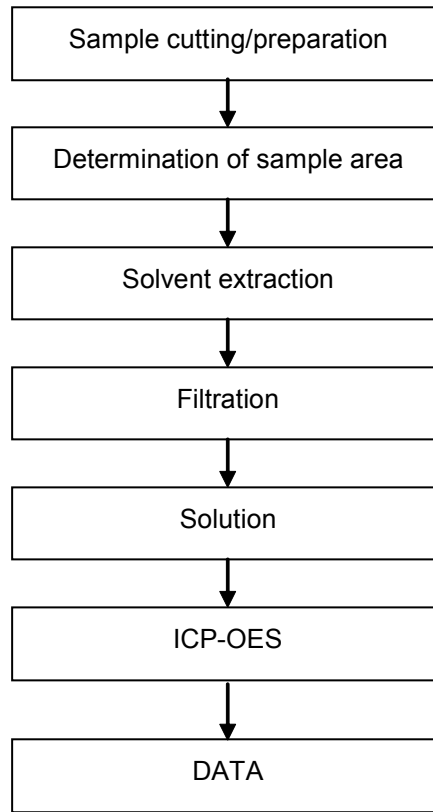 Sample cutting/preparation
Determination of sample area
Solvent extraction
Filtration
Solution
ICP-OES
DATA